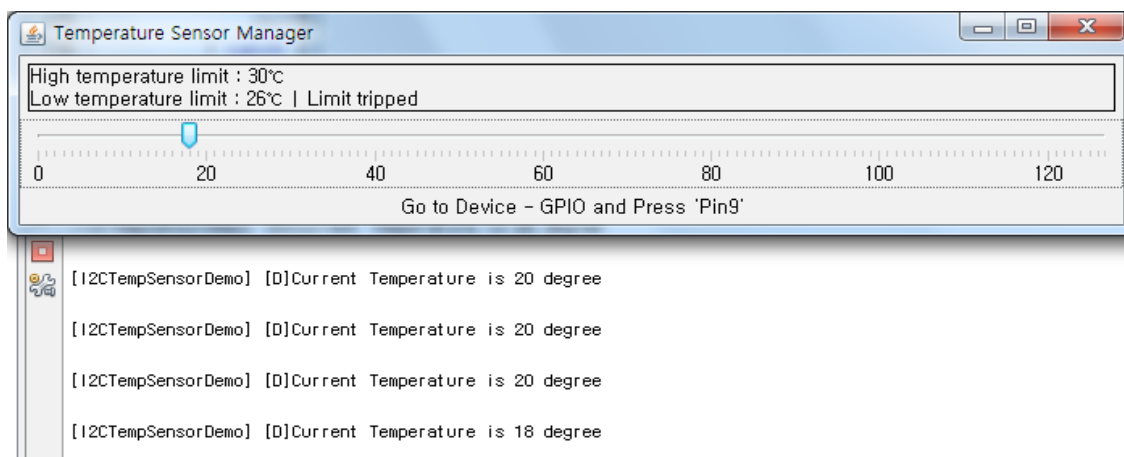 Temperature Sensor Manager
High temperature limit : 30℃
Low temperature limit : 26℃ | Limit tripped
0 20 40 60 80 100 120
Go to Device – GPIO and Press 'Pin9'
[I2CTempSensorDemo] [D]Current Temperature is 20 degree
[I2CTempSensorDemo] [D]Current Temperature is 20 degree
[I2CTempSensorDemo] [D]Current Temperature is 20 degree
[I2CTempSensorDemo] [D]Current Temperature is 18 degree